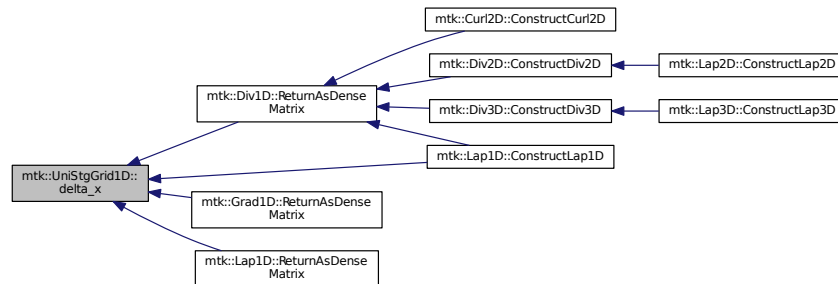 mtk::Curl2D::ConstructCurl2D
mtk::Div2D::ConstructDiv2D
mtk::Lap2D::ConstructLap2D
mtk::Div1D::ReturnAsDense
Matrix
mtk::Div3D::ConstructDiv3D
mtk::Lap3D::ConstructLap3D
mtk::Lap1D::ConstructLap1D
mtk::UniStgGrid1D::
delta_x
mtk::Grad1D::ReturnAsDense
Matrix
mtk::Lap1D::ReturnAsDense
Matrix